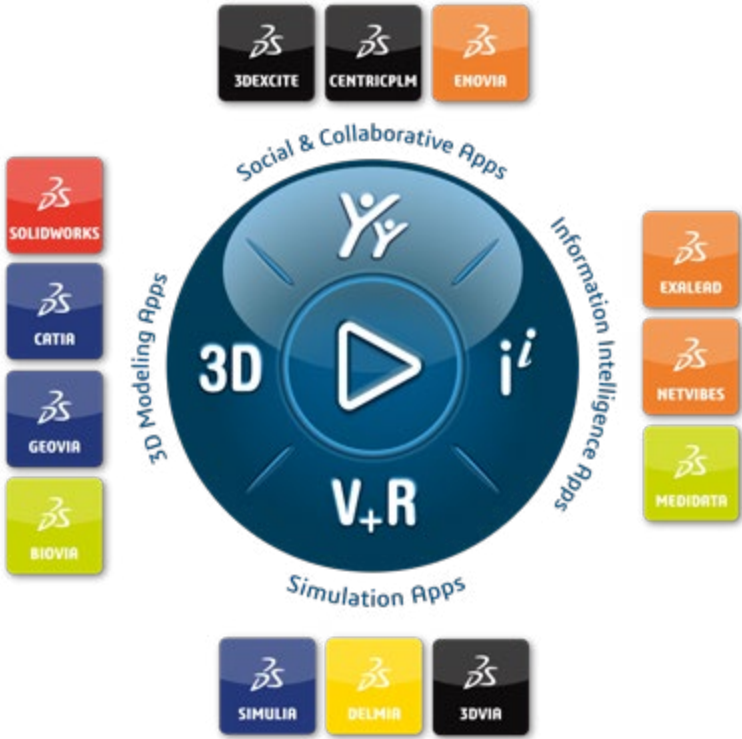 3DEXCITE
CENTRICPLM
ENOVIA
Social & Collaborative Apps
SOLIDWORKS
CATIA
GEOVIA
BIOVIA
3D Modeling Apps
3D
i i
V+R
Information Intelligence Apps
EXALEAD
NETVIBES
MEDIDATA
Simulation Apps
SIMULIA
DELMIA
3DVIA